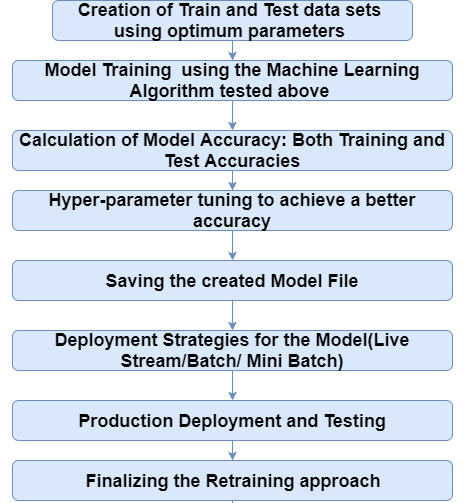 Creation of Train and Test data sets
using optimum parameters
Model Training using the Machine Learning
Algorithm tested above
Calculation of Model Accuracy: Both Training and
Test Accuracies
Hyper-parameter tuning to achieve a better
accuracy
Saving the created Model File
Deployment Strategies for the Model(Live
Stream/Batch/ Mini Batch)
Production Deployment and Testing
Finalizing the Retraining approach